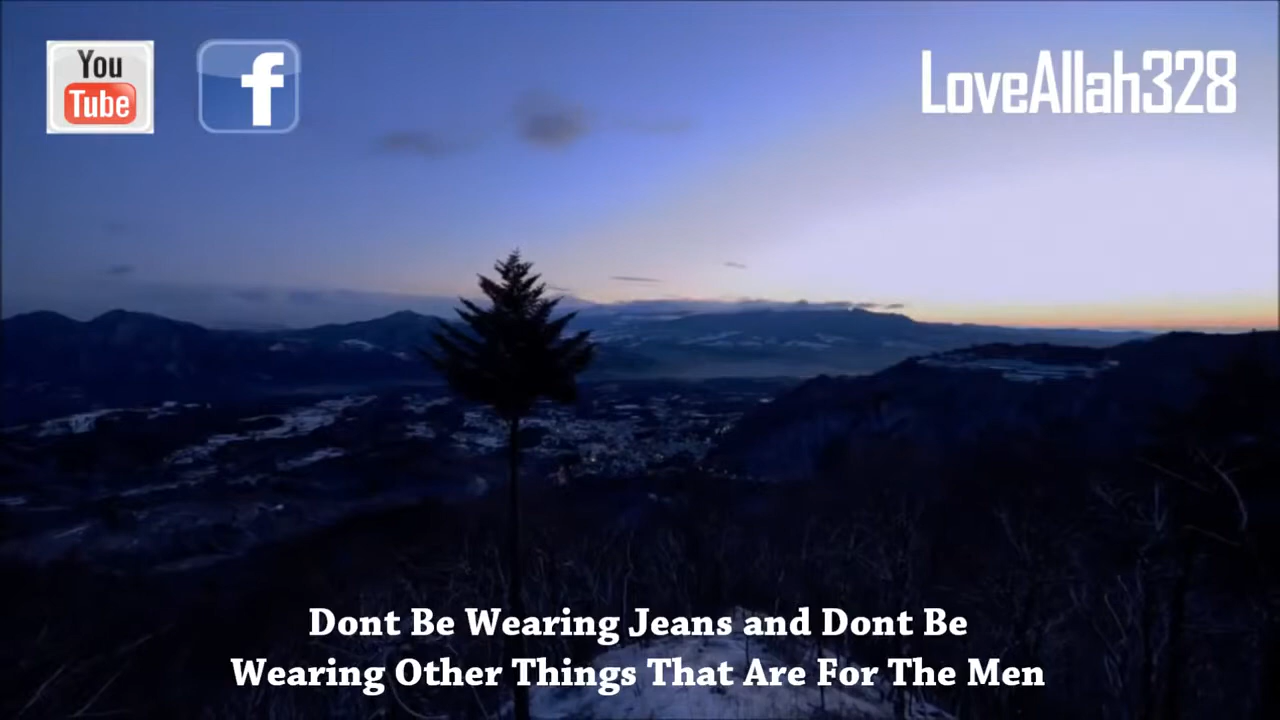 You
Tube
f
LoveAllah328
Dont Be Wearing Jeans and Dont Be
Wearing Other Things That Are For The Men